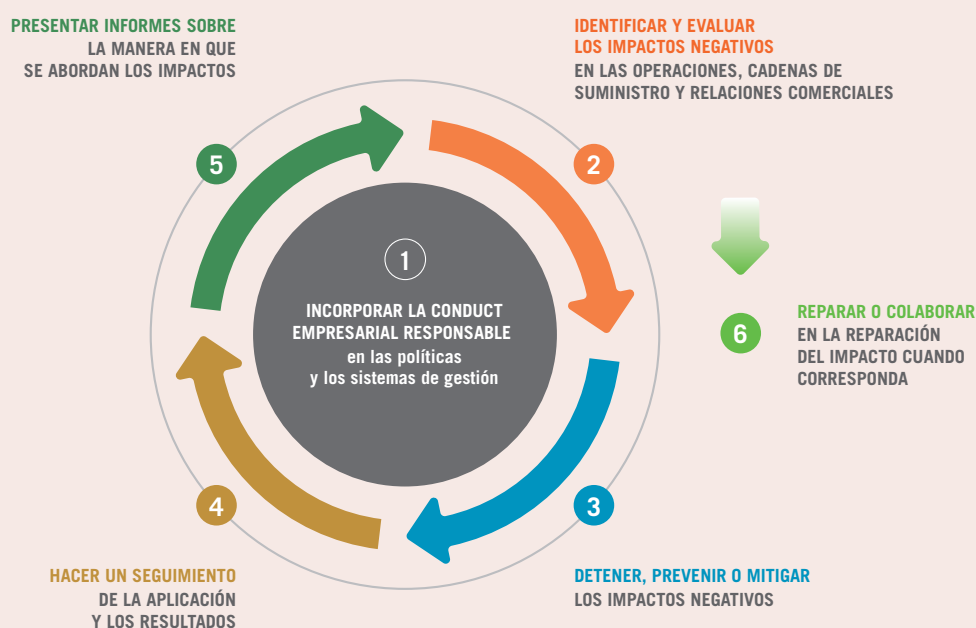 PRESENTAR INFORMES SOBRE
LA MANERA EN QUE
SE ABORDAN LOS IMPACTOS
IDENTIFICAR Y EVALUAR
LOS IMPACTOS NEGATIVOS
EN LAS OPERACIONES, CADENAS DE
SUMINISTRO Y RELACIONES COMERCIALES
5
2
1
INCORPORAR LA CONDUCT
EMPRESARIAL RESPONSABLE
en las políticas
y los sistemas de gestión
6
REPARAR O COLABORAR
EN LA REPARACIÓN
DEL IMPACTO CUANDO
CORRESPONDA
4
3
HACER UN SEGUIMIENTO
DE LA APLICACIÓN
Y LOS RESULTADOS
DETENER, PREVENIR O MITIGAR
LOS IMPACTOS NEGATIVOS